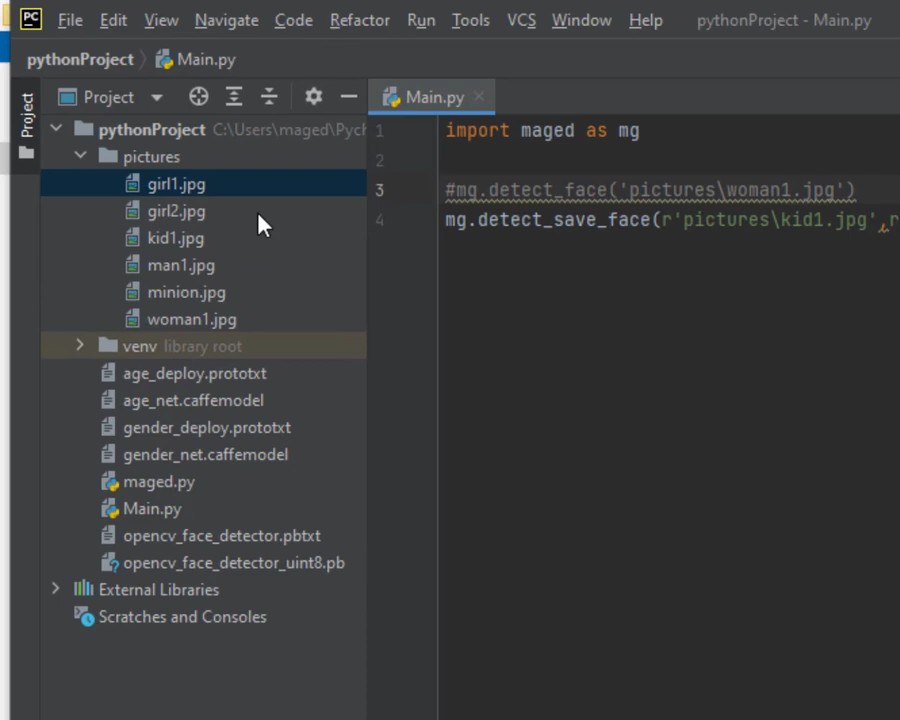 PC File Edit View Navigate Code Refactor Run Tools VCS Window Help pythonProject - Main.py
pythonProject Main.py
Project
Project
Main.py
pythonProject C:\Users\maged\Pych
pictures
girl1.jpg
girl2.jpg
kid1.jpg
man1.jpg
minion.jpg
woman1.jpg
venv library root
age_deploy.prototxt
age_net.caffemodel
gender_deploy.prototxt
gender_net.caffemodel
maged.py
Main.py
opencv_face_detector.pbtxt
opencv_face_detector_uint8.pb
External Libraries
Scratches and Consoles
1 import maged as mg
2
3 #mg.detect_face('pictures\woman1.jpg')
4 mg.detect_save_face(r'pictures\kid1.jpg',r